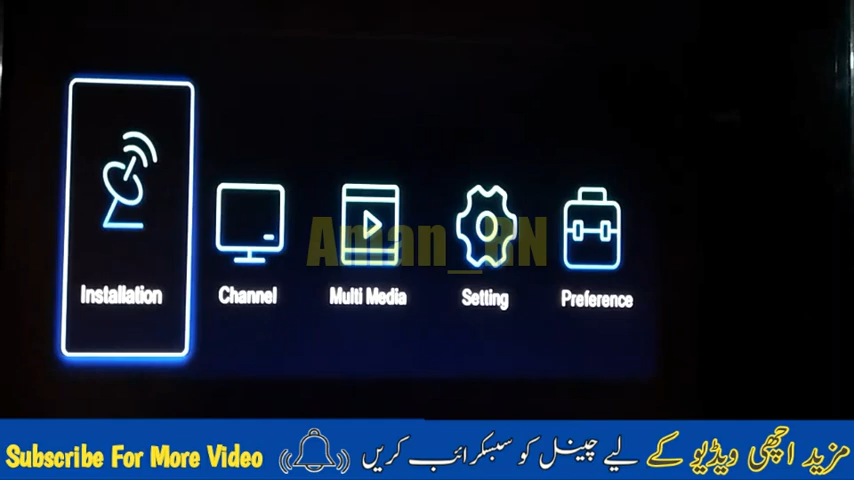 Aman_RN
Installation
Channel
Multi Media
Setting
Preference
Subscribe For More Video
مزید اچھی ویڈیو کے لیے چینل کو سبسکرائب کریں